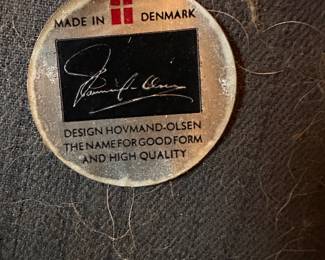 MADE IN DENMARK
DESIGN HOVMAND-OLSEN
THE NAME FOR GOOD FORM
AND HIGH QUALITY